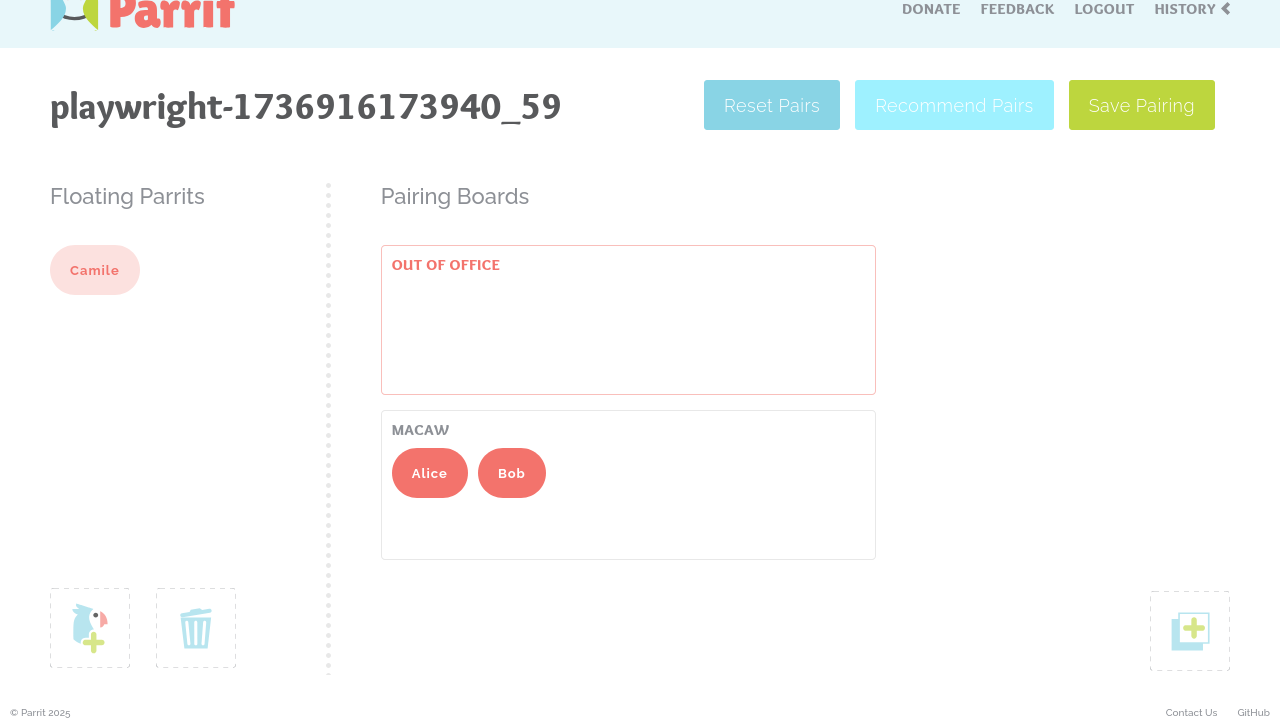 Parrit
DONATE FEEDBACK LOGOUT HISTORY
playwright-1736916173940_59
Reset Pairs Recommend Pairs Save Pairing
Floating Parrits
Pairing Boards
Camile
OUT OF OFFICE
MACAW
Alice Bob
© Parrit 2025
Contact Us GitHub